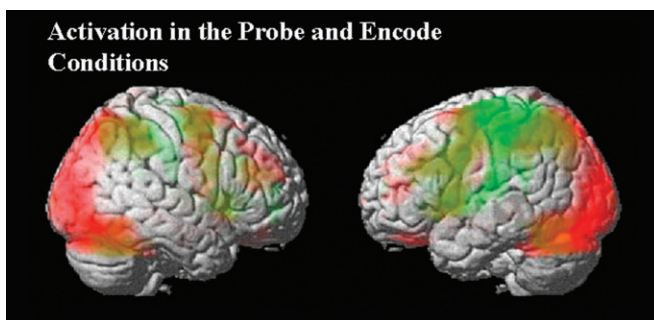 Activation in the Probe and Encode
Conditions